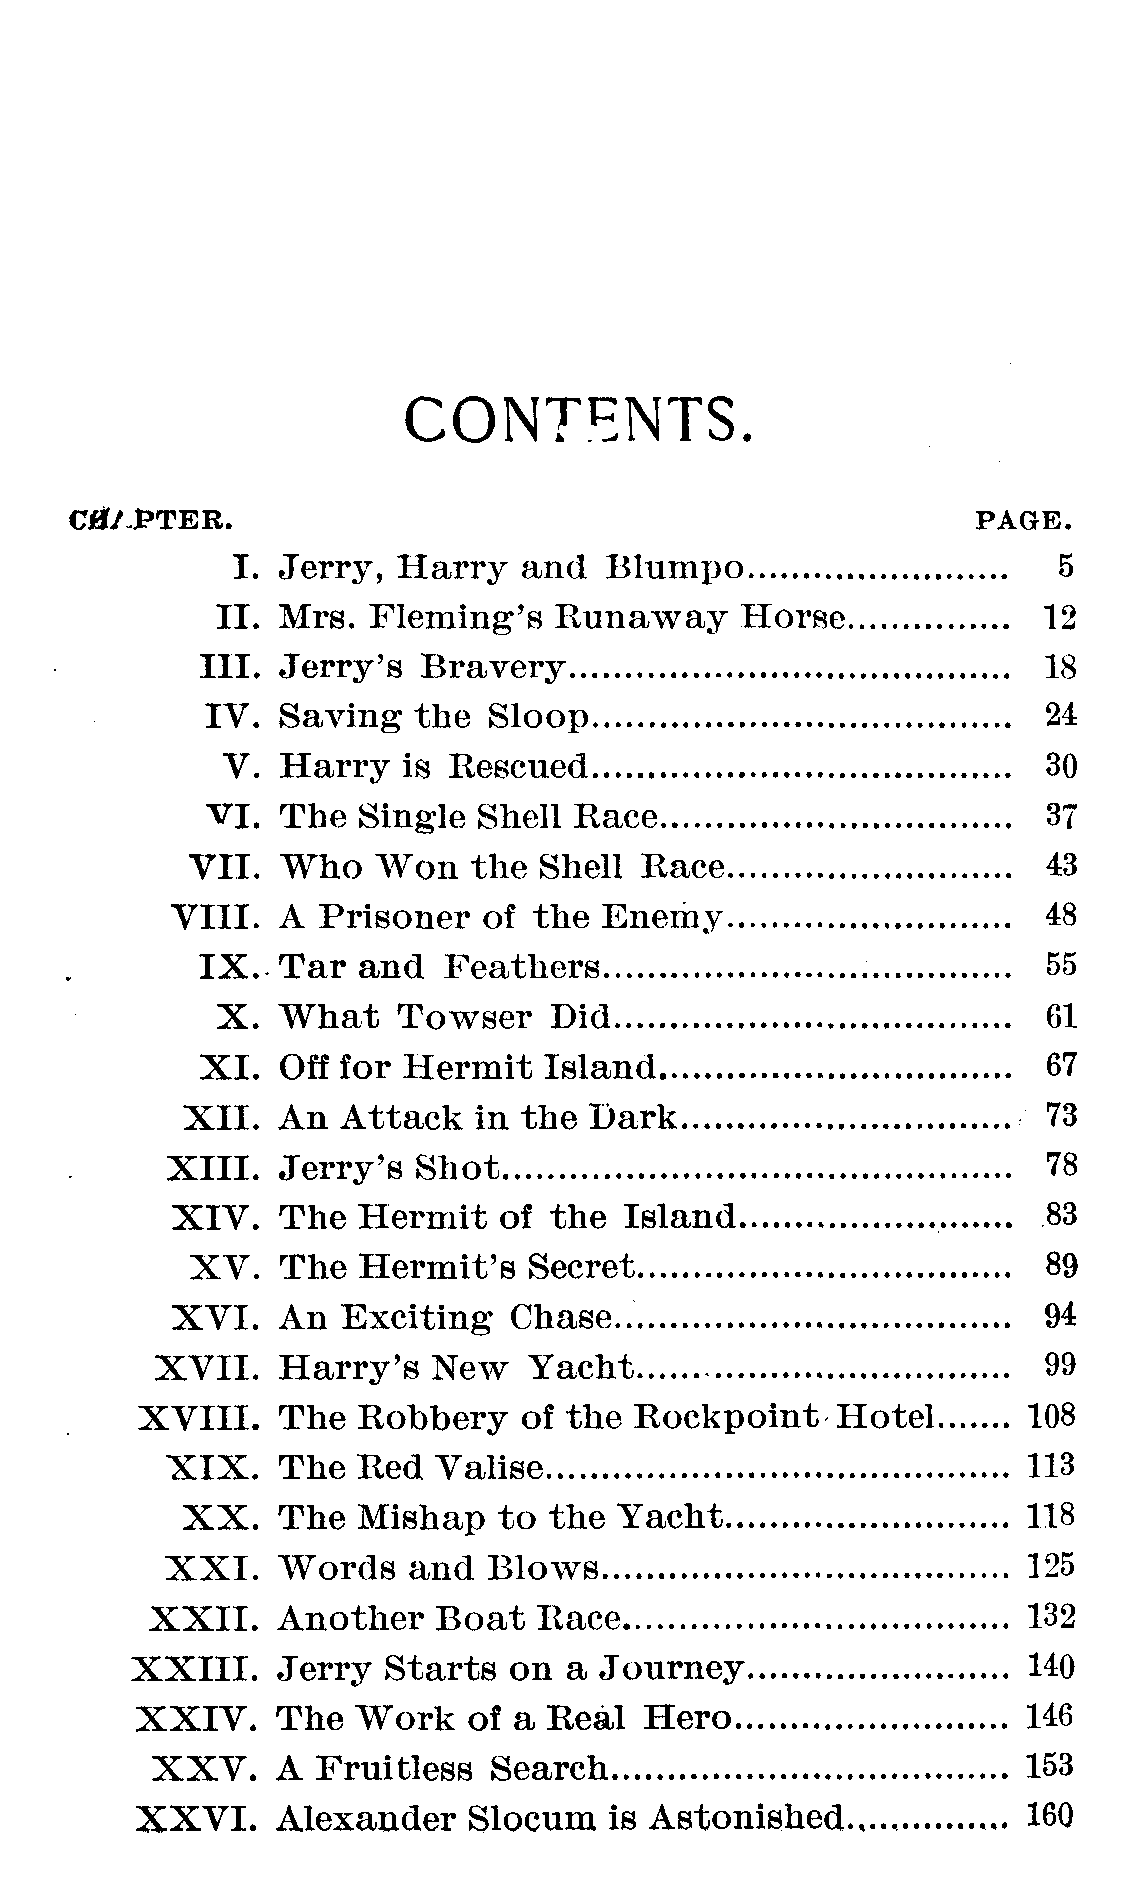 CONTENTS.
CHAPTER. PAGE.
I. Jerry, Harry and Blumpo........................ 5
II. Mrs. Fleming's Runaway Horse............... 12
III. Jerry's Bravery........................................ 18
IV. Saving the Sloop...................................... 24
V. Harry is Rescued...................................... 30
VI. The Single Shell Race................................ 37
VII. Who Won the Shell Race.......................... 43
VIII. A Prisoner of the Enemy.......................... 48
IX. Tar and Feathers..................................... 55
X. What Towser Did.................................... 61
XI. Off for Hermit Island................................ 67
XII. An Attack in the Dark.............................. 73
XIII. Jerry's Shot.............................................. 78
XIV. The Hermit of the Island......................... 83
XV. The Hermit's Secret.................................. 89
XVI. An Exciting Chase.................................... 94
XVII. Harry's New Yacht.................................. 99
XVIII. The Robbery of the Rockpoint Hotel....... 108
XIX. The Red Valise.......................................... 113
XX. The Mishap to the Yacht.......................... 118
XXI. Words and Blows..................................... 125
XXII. Another Boat Race................................... 132
XXIII. Jerry Starts on a Journey........................ 140
XXIV. The Work of a Real Hero......................... 146
XXV. A Fruitless Search.................................... 153
XXVI. Alexander Slocum is Astonished............... 160